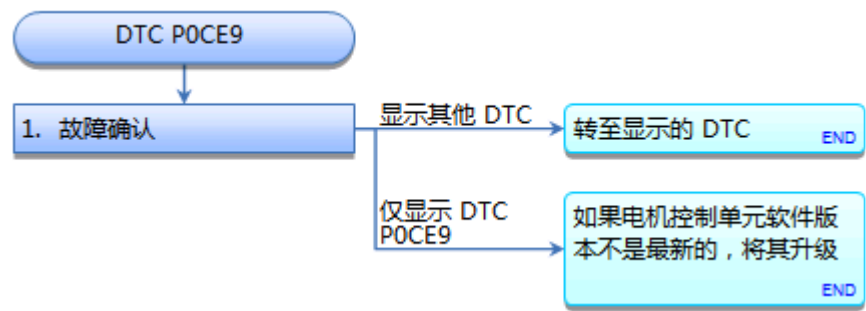 DTC P0CE9
1. 故障确认
显示其他 DTC
转至显示的 DTC
END
仅显示 DTC
P0CE9
如果电机控制单元软件版
本不是最新的，将其升级
END